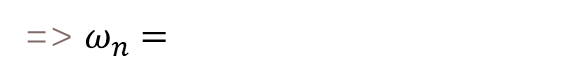 => ωₙ =